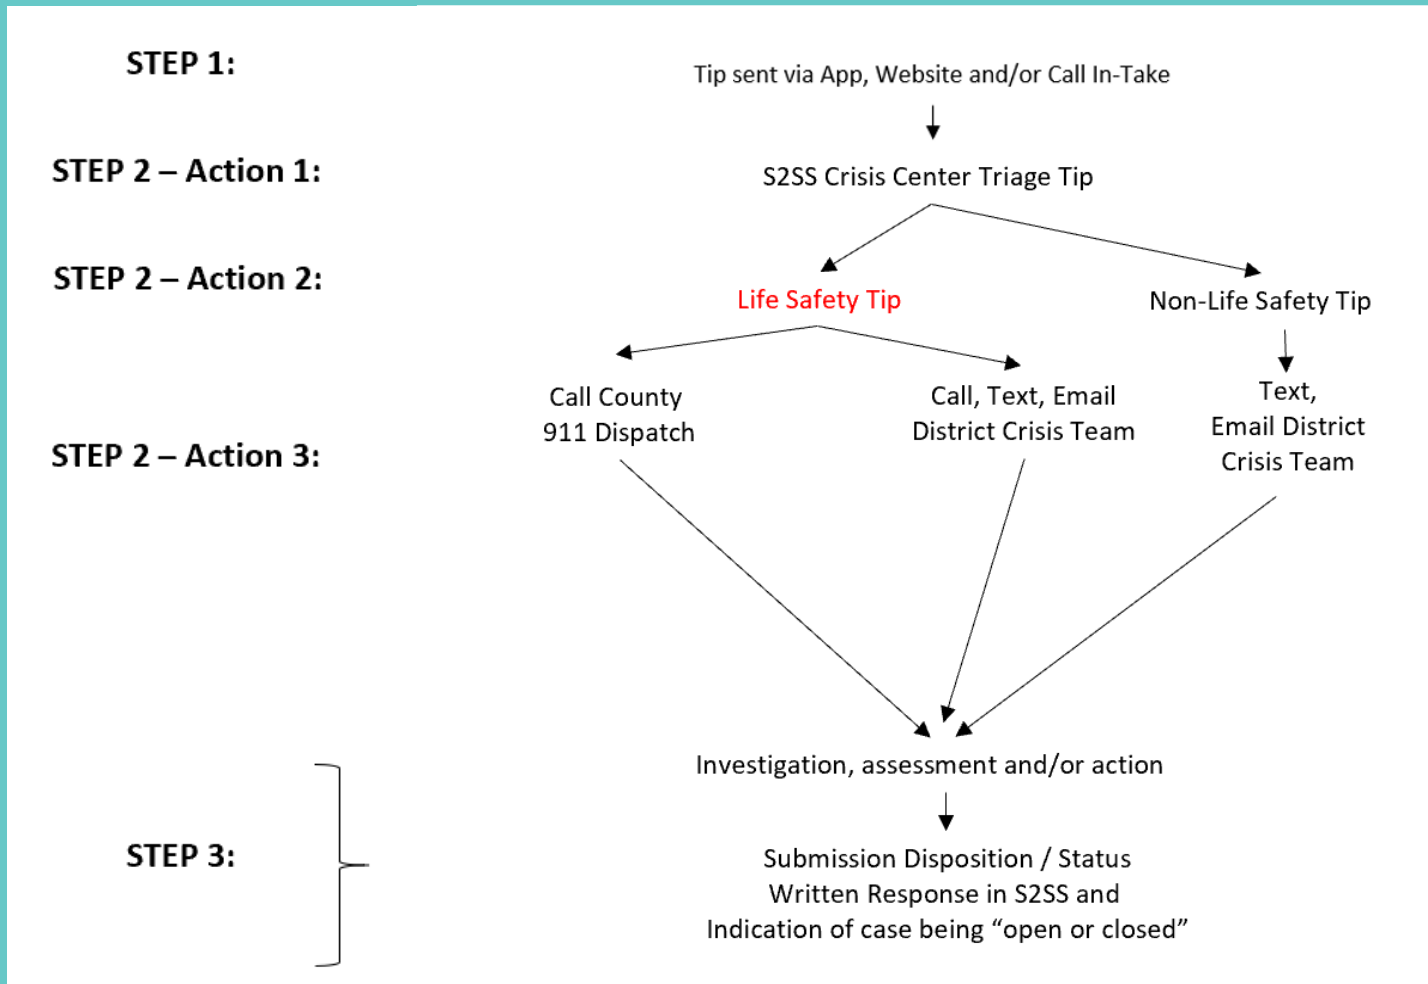 STEP 1:
Tip sent via App, Website and/or Call In-Take
STEP 2 – Action 1:
S2SS Crisis Center Triage Tip
STEP 2 – Action 2:
Life Safety Tip
Non-Life Safety Tip
STEP 2 – Action 3:
Call County
911 Dispatch
Call, Text, Email
District Crisis Team
Text,
Email District
Crisis Team
STEP 3:
Investigation, assessment and/or action
Submission Disposition / Status
Written Response in S2SS and
Indication of case being “open or closed”